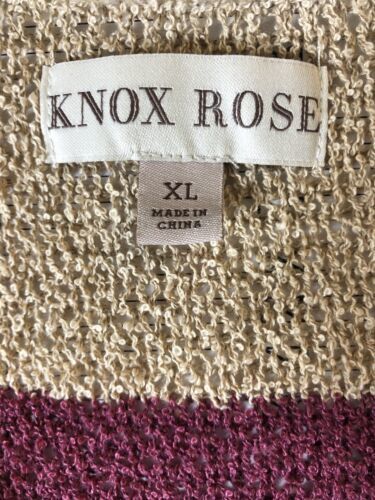 KNOX ROSE
XL
MADE IN
CHINA